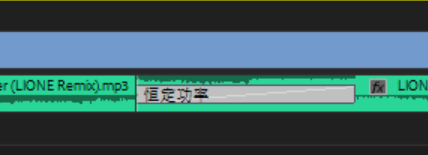 er (LIONE Remix).mp3
恒定功率
fx LION